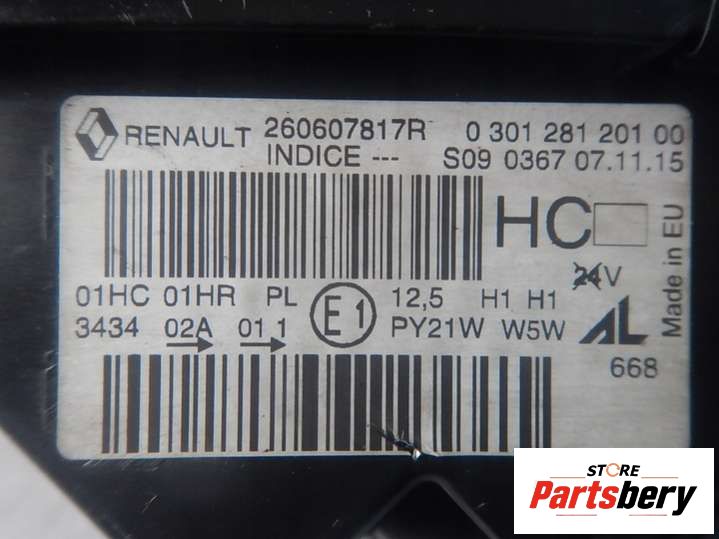 RENAULT 260607817R 0 301 281 201 00
INDICE --- S09 0367 07.11.15
HC
24V
Made in EU
01HC 01HR PL E1 12,5 H1 H1
3434 02A 01 1 PY21W W5W AL
668
STORE
Partsbery